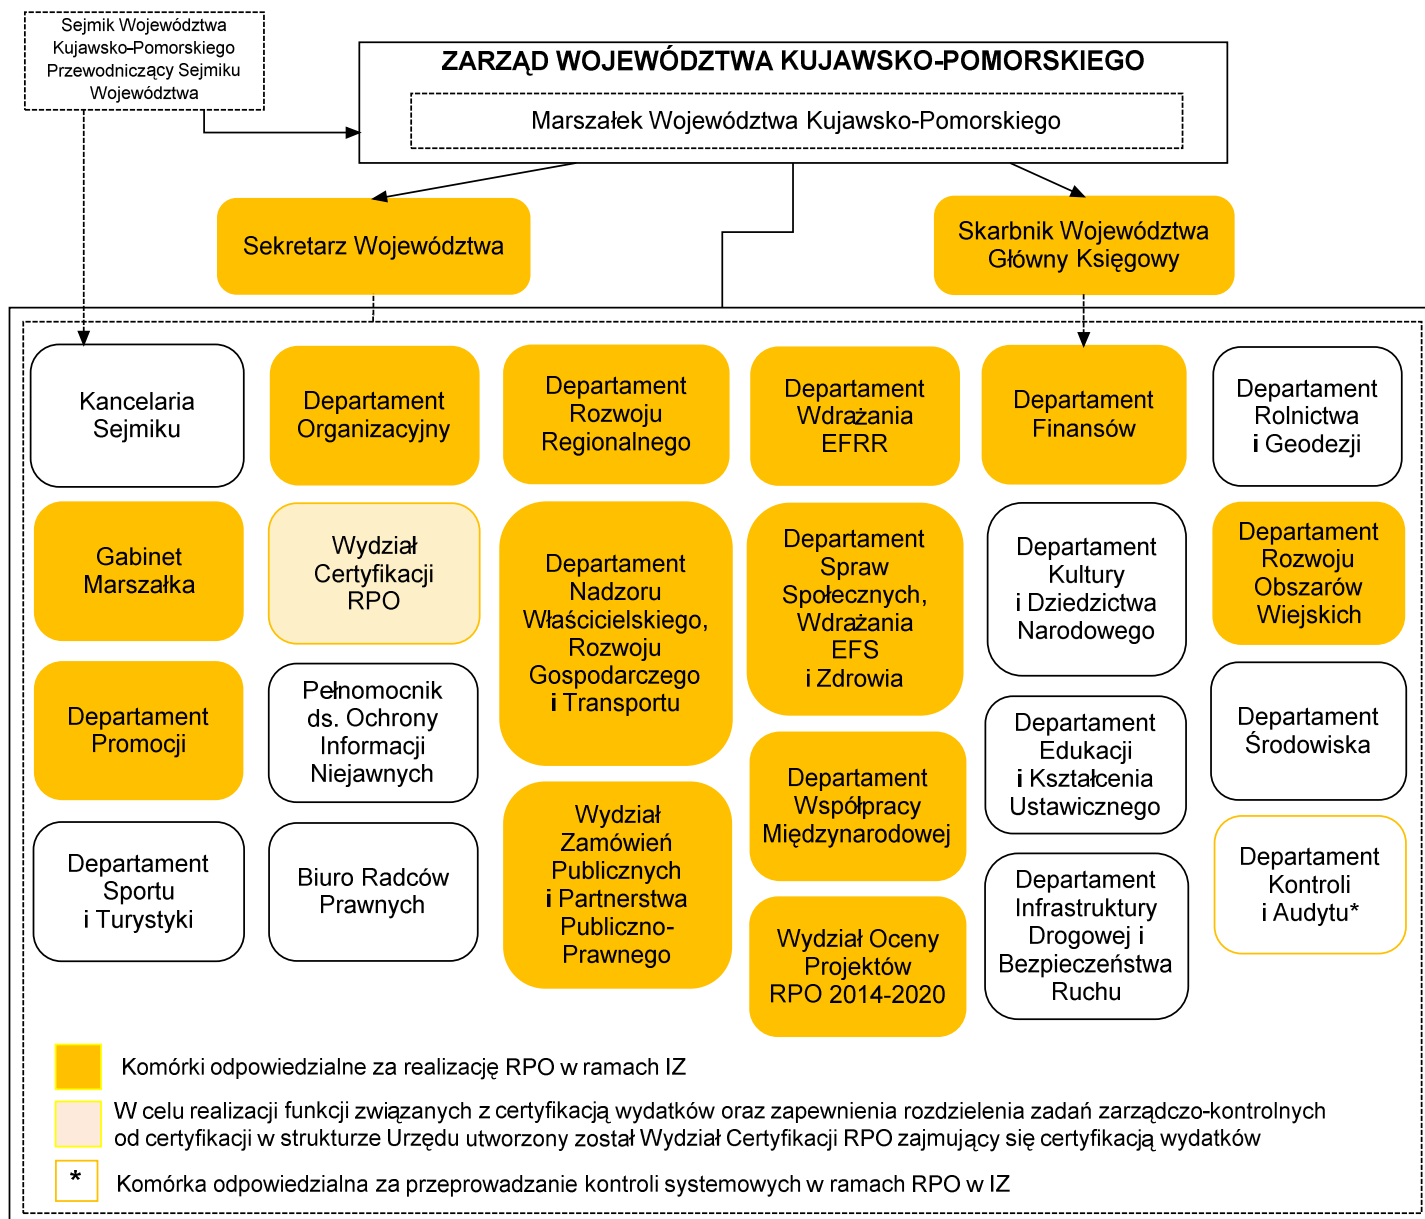 Sejmik Województwa
Kujawsko-Pomorskiego
Przewodniczący Sejmiku
Województwa
ZARZĄD WOJEWÓDZTWA KUJAWSKO-POMORSKIEGO
Marszałek Województwa Kujawsko-Pomorskiego
Sekretarz Województwa
Skarbnik Województwa
Główny Księgowy
Kancelaria
Sejmiku
Departament
Organizacyjny
Departament
Rozwoju
Regionalnego
Departament
Wdrażania
EFRR
Departament
Finansów
Departament
Rolnictwa
i Geodezji
Gabinet
Marszałka
Wydział
Certyfikacji
RPO
Departament
Nadzoru
Właścicielskiego,
Rozwoju
Gospodarczego
i Transportu
Departament
Spraw
Społecznych,
Wdrażania
EFS
i Zdrowia
Departament
Kultury
i Dziedzictwa
Narodowego
Departament
Rozwoju
Obszarów
Wiejskich
Departament
Promocji
Pełnomocnik
ds. Ochrony
Informacji
Niejawnych
Departament
Edukacji
i Kształcenia
Ustawicznego
Departament
Środowiska
Departament
Sportu
i Turystyki
Biuro Radców
Prawnych
Wydział
Zamówień
Publicznych
i Partnerstwa
Publiczno-
Prawnego
Departament
Współpracy
Międzynarodowej
Wydział Oceny
Projektów
RPO 2014-2020
Departament
Infrastruktury
Drogowej i
Bezpieczeństwa
Ruchu
Departament
Kontroli
i Audytu*
Komórki odpowiedzialne za realizację RPO w ramach IZ
W celu realizacji funkcji związanych z certyfikacją wydatków oraz zapewnienia rozdzielenia zadań zarządczo-kontrolnych
od certyfikacji w strukturze Urzędu utworzony został Wydział Certyfikacji RPO zajmujący się certyfikacją wydatków
* Komórka odpowiedzialna za przeprowadzanie kontroli systemowych w ramach RPO w IZ